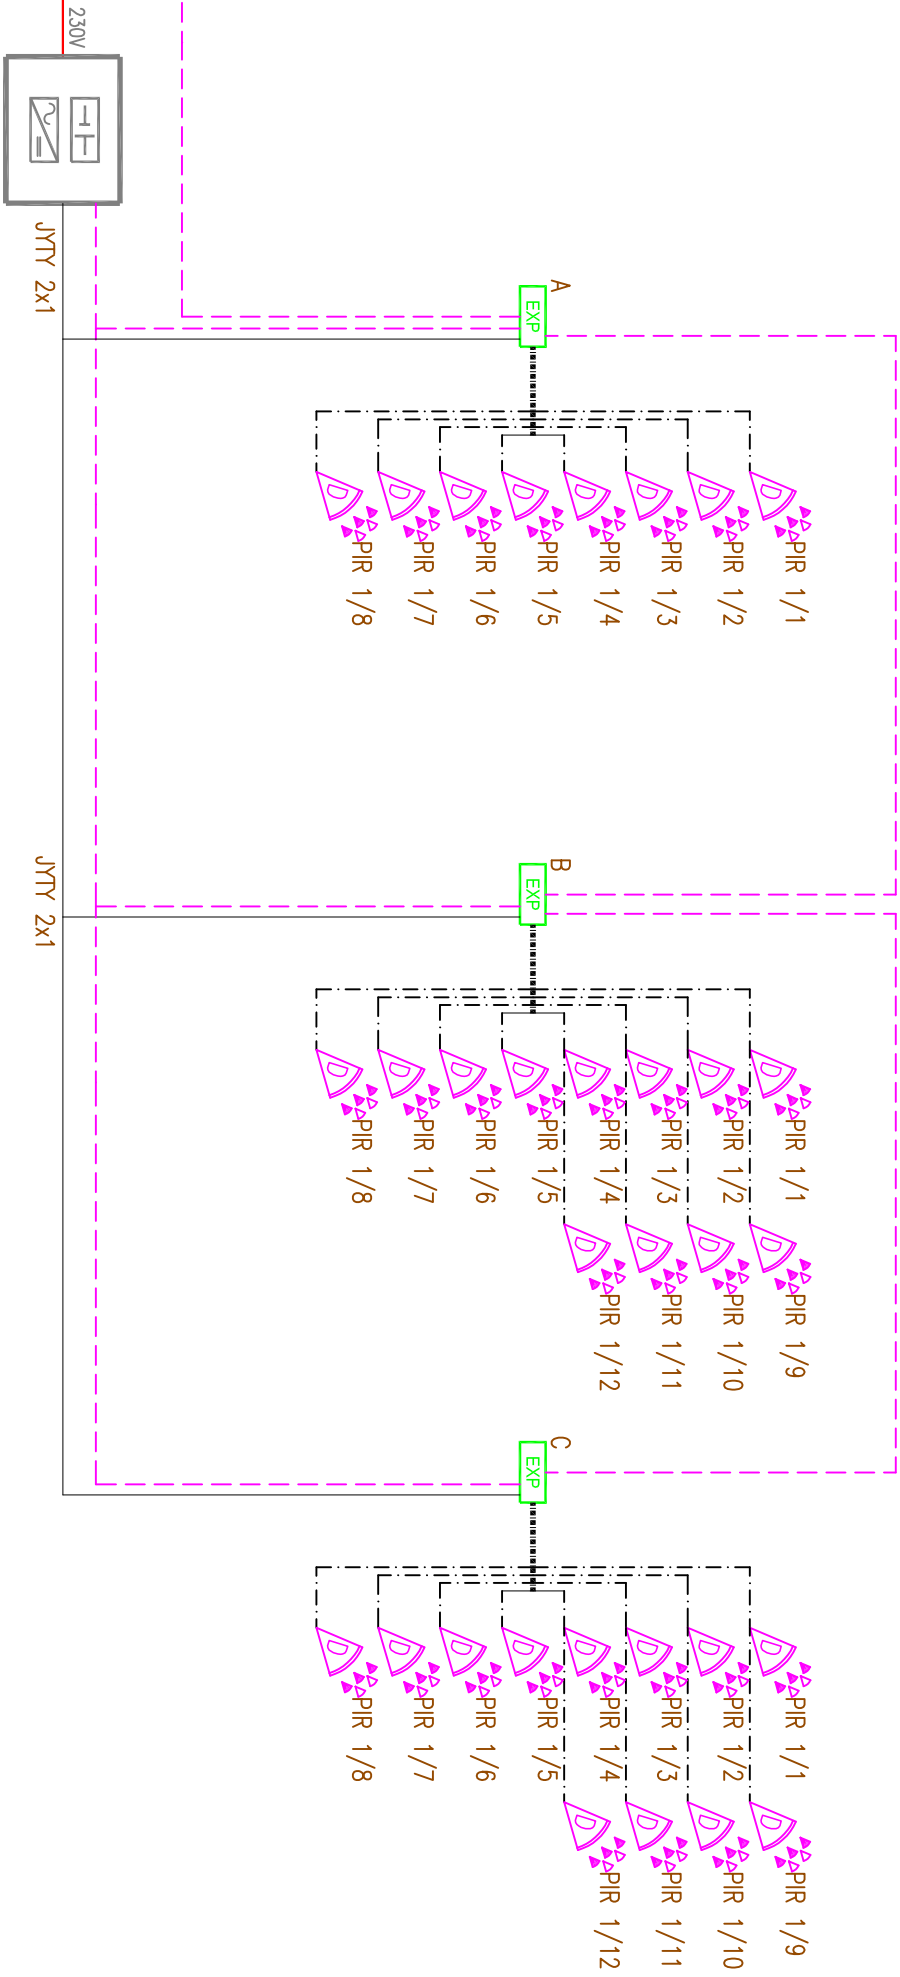 230V
JYTY 2x1
A
EXP
PIR 1/1
PIR 1/2
PIR 1/3
PIR 1/4
PIR 1/5
PIR 1/6
PIR 1/7
PIR 1/8
JYTY 2x1
B
EXP
PIR 1/1
PIR 1/2
PIR 1/3
PIR 1/4
PIR 1/5
PIR 1/6
PIR 1/7
PIR 1/8
PIR 1/9
PIR 1/10
PIR 1/11
PIR 1/12
C
EXP
PIR 1/1
PIR 1/2
PIR 1/3
PIR 1/4
PIR 1/5
PIR 1/6
PIR 1/7
PIR 1/8
PIR 1/9
PIR 1/10
PIR 1/11
PIR 1/12